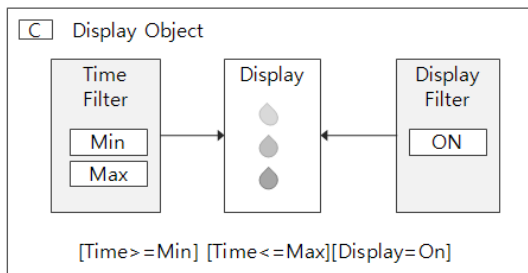 C Display Object
Time
Filter
Min
Max
Display
Display
Filter
ON
[Time>=Min] [Time<=Max][Display=On]